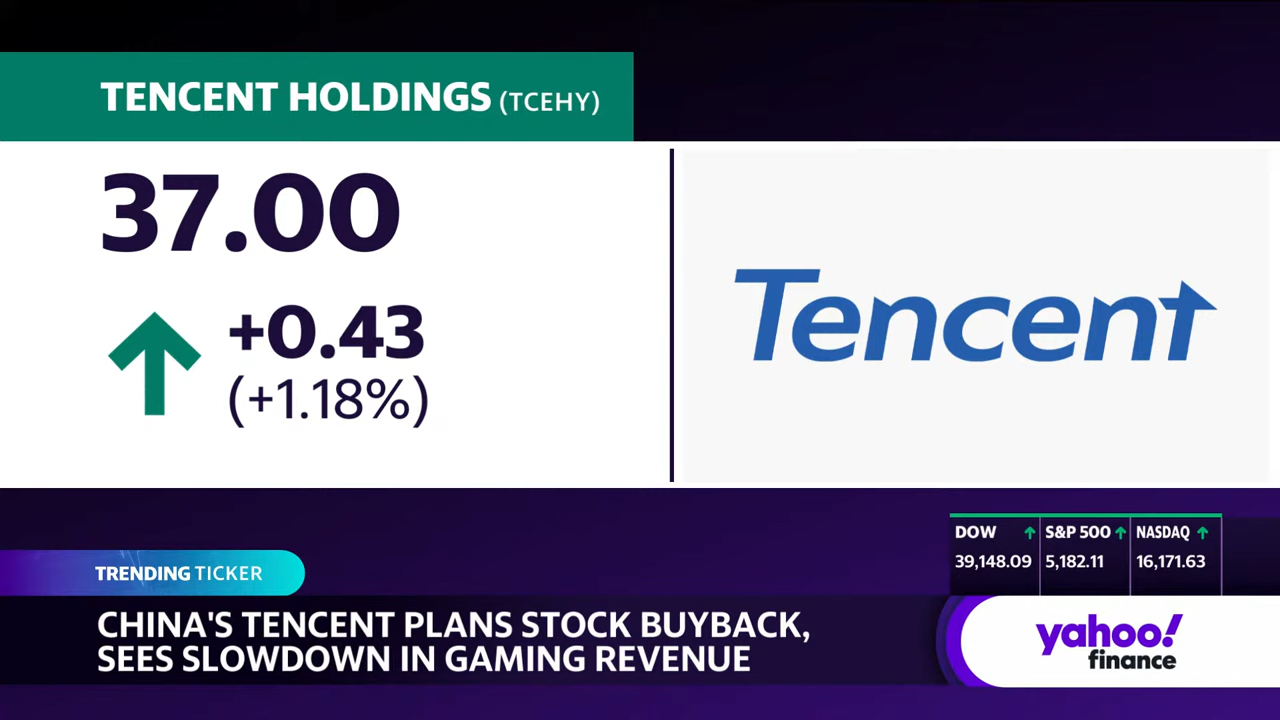 TENCENT HOLDINGS (TCEHY)
37.00
+0.43
(+1.18%)
Tencent
DOW
39,148.09
S&P 500
5,182.11
NASDAQ
16,171.63
TRENDING TICKER
CHINA'S TENCENT PLANS STOCK BUYBACK,
SEES SLOWDOWN IN GAMING REVENUE
yahoo!
finance